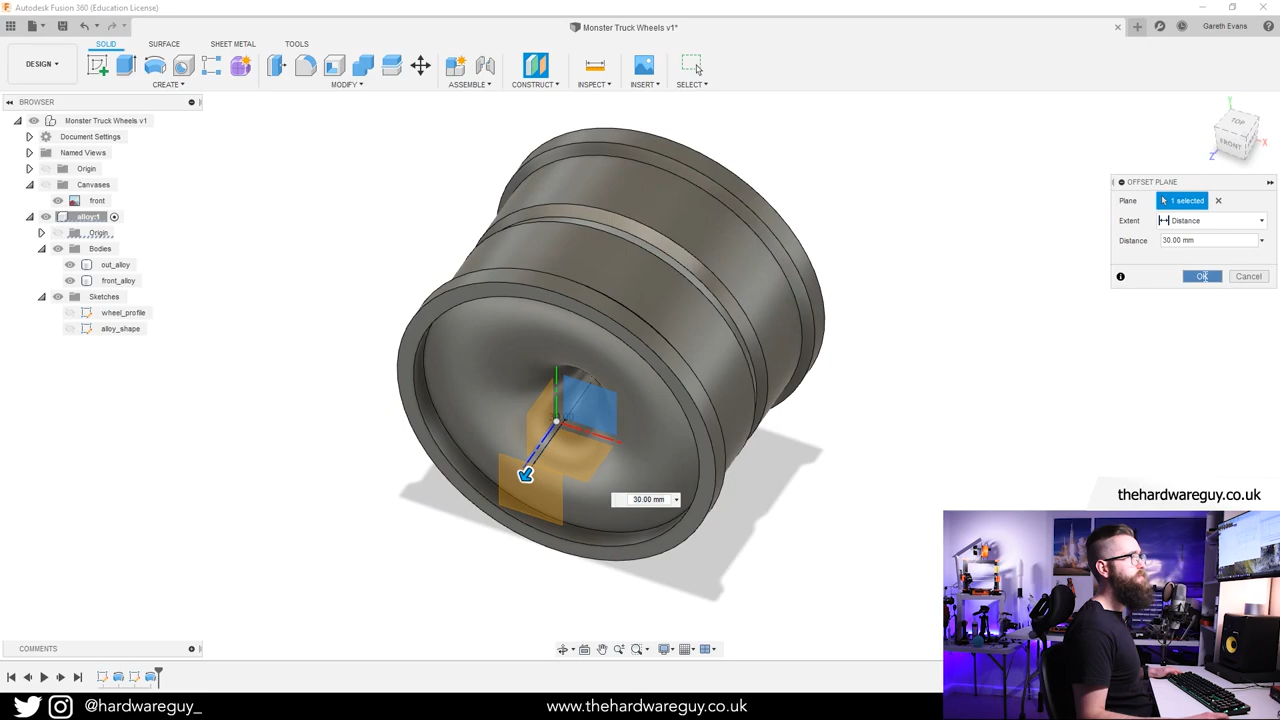 Autodesk Fusion 360 (Education License)
Monster Truck Wheels v1*
Gareth Evans
DESIGN
SOLID
SURFACE
SHEET METAL
TOOLS
CREATE
MODIFY
ASSEMBLE
CONSTRUCT
INSPECT
INSERT
SELECT
BROWSER
Monster Truck Wheels v1
Document Settings
Named Views
Origin
Canvases
front
alloy:1
Origin
Bodies
out_alloy
front_alloy
Sketches
wheel_profile
alloy_shape
TOP
FRONT
Y
X
Z
OFFSET PLANE
Plane
1 selected
Extent
Distance
Distance
30.00 mm
OK
Cancel
30.00 mm
thehardwareguy.co.uk
COMMENTS
@hardwareguy_
www.thehardwareguy.co.uk